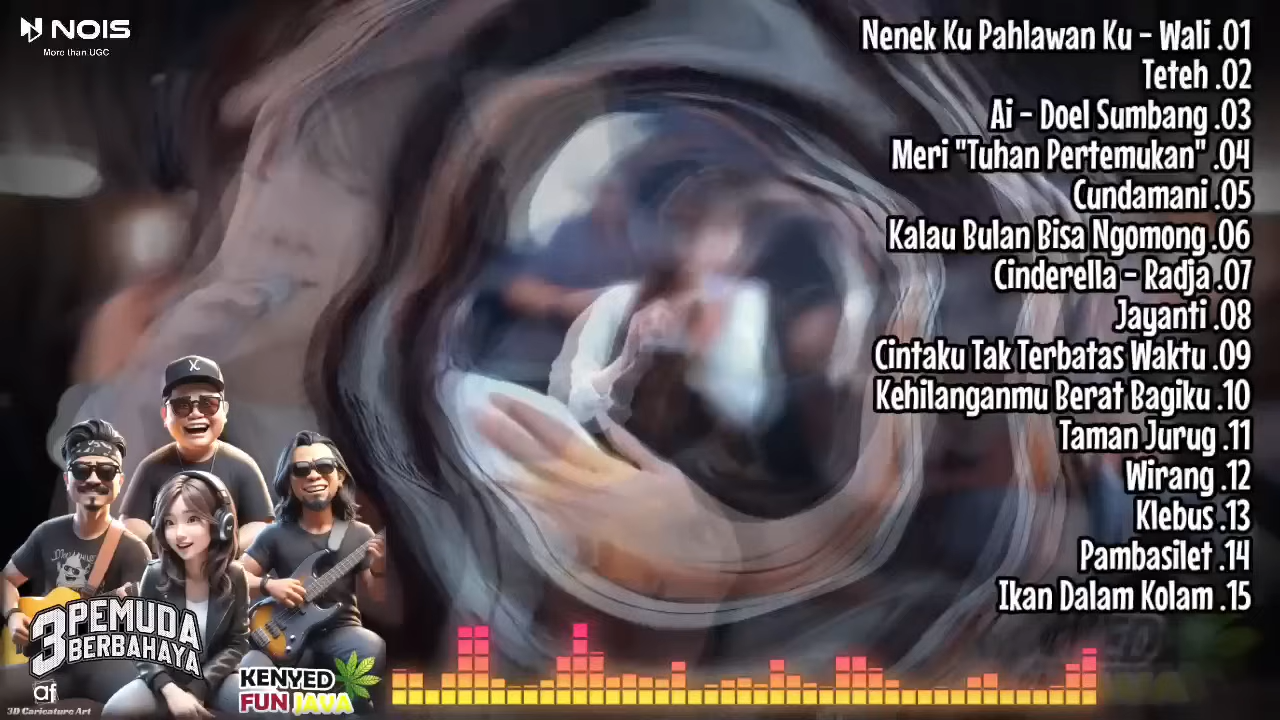 NOIS
More than UGC
Nenek Ku Pahlawan Ku - Wali .01
Teteh .02
Ai - Doel Sumbang .03
Meri "Tuhan Pertemukan" .04
Cundamani .05
Kalau Bulan Bisa Ngomong .06
Cinderella - Radja .07
Jayanti .08
Cintaku Tak Terbatas Waktu .09
Kehilanganmu Berat Bagiku .10
Taman Jurug .11
Wirang .12
Klebus .13
Pambasilet .14
Ikan Dalam Kolam .15
3 PEMUDA
BERBAHAYA
af
3D Caricature Art
KENYED
FUN JAVA